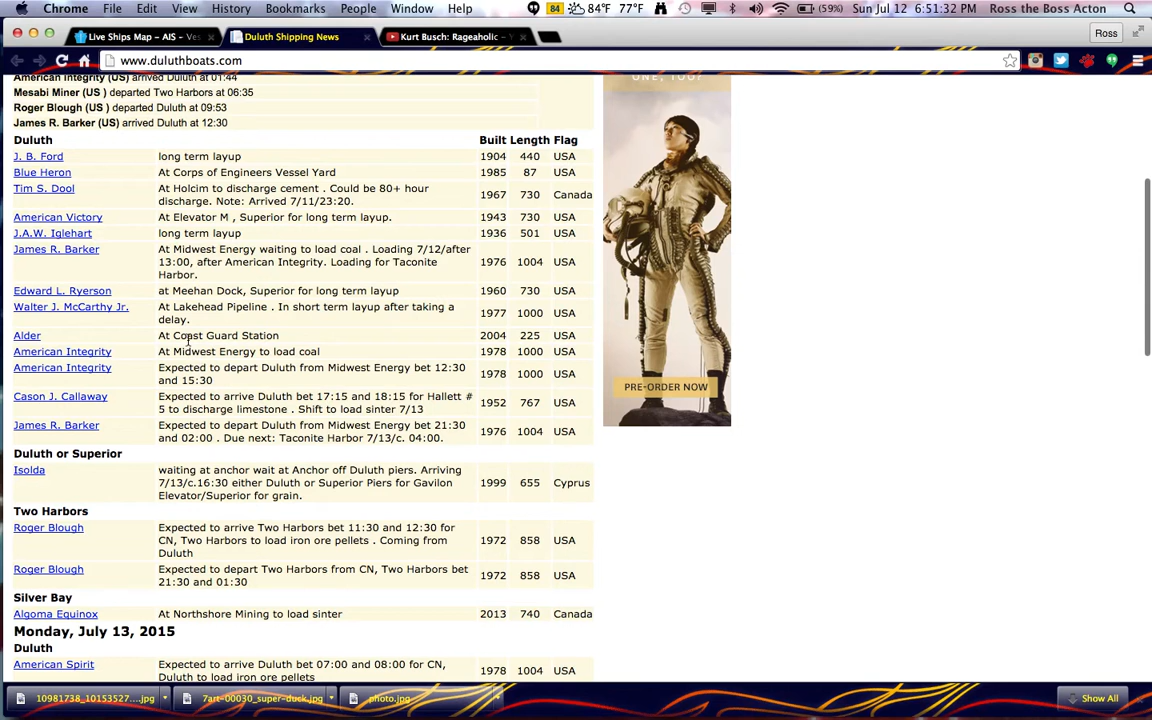 Chrome File Edit View History Bookmarks People Window Help 84 84°F 77°F (59%) Sun Jul 12 6:51:32 PM Ross the Boss Acton
Live Ships Map - AIS - Ves Duluth Shipping News Kurt Busch: Rageaholic - Y Ross
www.duluthboats.com
American Integrity (US) arrived Duluth at 01:44
Mesabi Miner (US ) departed Two Harbors at 06:35
Roger Blough (US ) departed Duluth at 09:53
James R. Barker (US) arrived Duluth at 12:30
Duluth Built Length Flag
J. B. Ford long term layup 1904 440 USA
Blue Heron At Corps of Engineers Vessel Yard 1985 87 USA
Tim S. Dool At Holcim to discharge cement . Could be 80+ hour
discharge. Note: Arrived 7/11/23:20. 1967 730 Canada
American Victory At Elevator M , Superior for long term layup. 1943 730 USA
J.A.W. Iglehart long term layup 1936 501 USA
James R. Barker At Midwest Energy waiting to load coal . Loading 7/12/after
13:00, after American Integrity. Loading for Taconite 1976 1004 USA
Harbor.
Edward L. Ryerson at Meehan Dock, Superior for long term layup 1960 730 USA
Walter J. McCarthy Jr. At Lakehead Pipeline . In short term layup after taking a 1977 1000 USA
delay.
Alder At Coast Guard Station 2004 225 USA
American Integrity At Midwest Energy to load coal 1978 1000 USA
American Integrity Expected to depart Duluth from Midwest Energy bet 12:30 1978 1000 USA
and 15:30
Cason J. Callaway Expected to arrive Duluth bet 17:15 and 18:15 for Hallett # 1952 767 USA
5 to discharge limestone . Shift to load sinter 7/13
James R. Barker Expected to depart Duluth from Midwest Energy bet 21:30 1976 1004 USA
and 02:00 . Due next: Taconite Harbor 7/13/c. 04:00.
Duluth or Superior
Isolda waiting at anchor wait at Anchor off Duluth piers. Arriving
7/13/c.16:30 either Duluth or Superior Piers for Gavilon 1999 655 Cyprus
Elevator/Superior for grain.
Two Harbors
Roger Blough Expected to arrive Two Harbors bet 11:30 and 12:30 for
CN, Two Harbors to load iron ore pellets . Coming from 1972 858 USA
Duluth
Roger Blough Expected to depart Two Harbors from CN, Two Harbors bet 1972 858 USA
21:30 and 01:30
Silver Bay
Algoma Equinox At Northshore Mining to load sinter 2013 740 Canada
Monday, July 13, 2015
Duluth
American Spirit Expected to arrive Duluth bet 07:00 and 08:00 for CN, 1978 1004 USA
Duluth to load iron ore pellets
ONE, YOU?
PRE-ORDER NOW
10981738_10153527....jpg 7art-00030_super-duck.jpg photo.jpg Show All